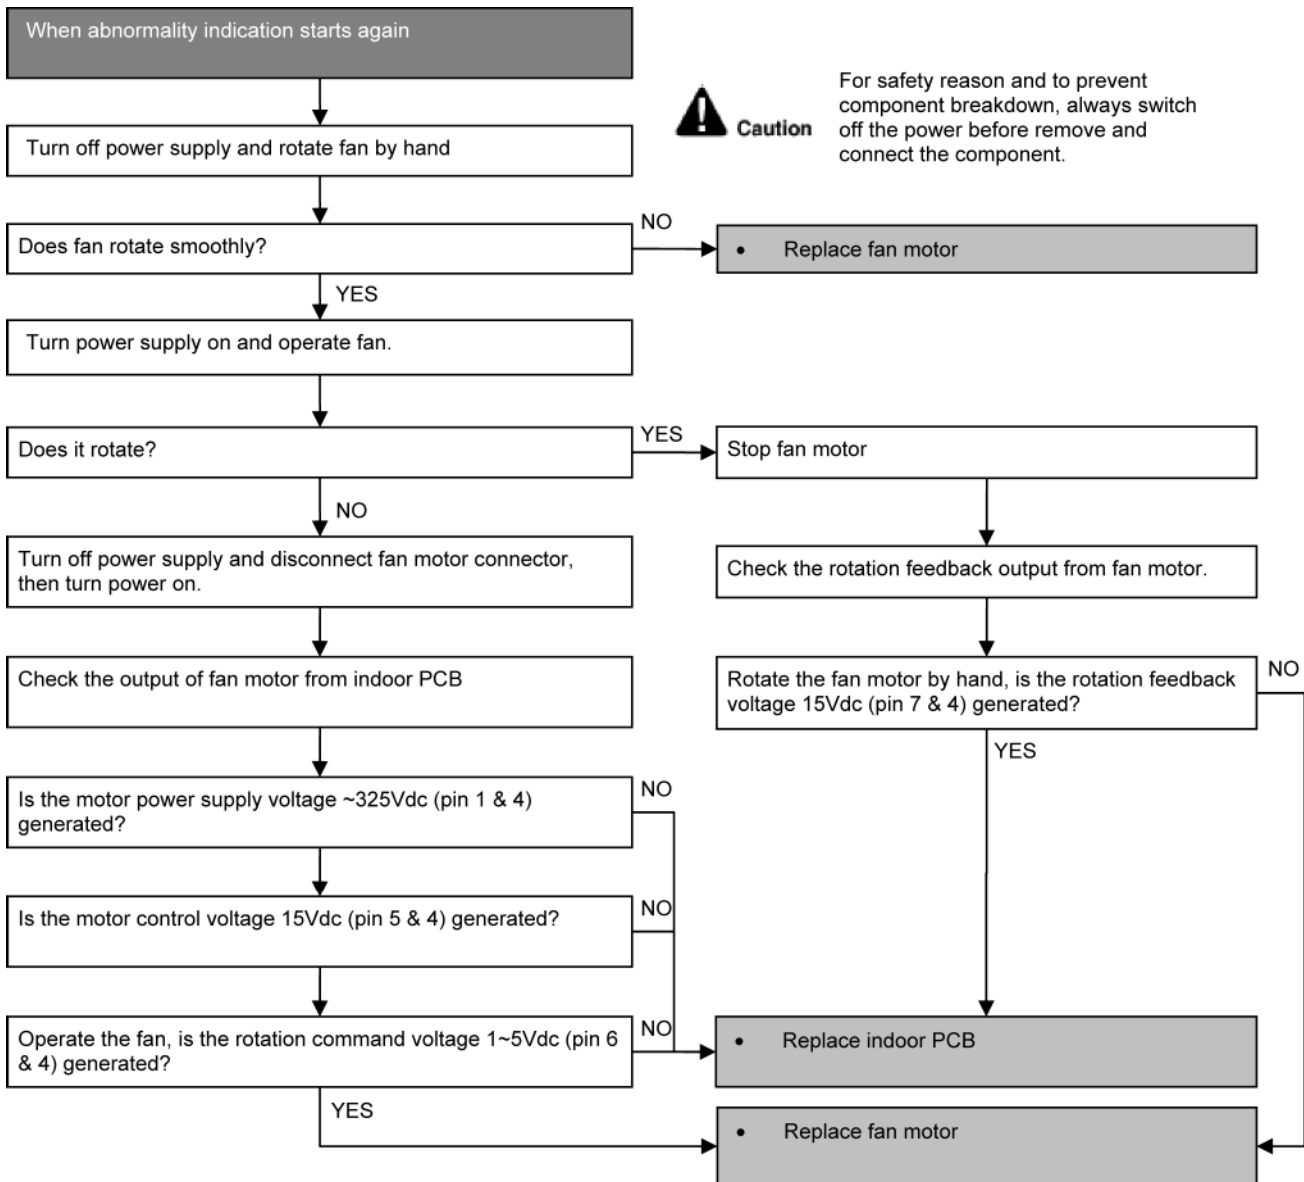 When abnormality indication starts again
Caution
For safety reason and to prevent
component breakdown, always switch
off the power before remove and
connect the component.
Turn off power supply and rotate fan by hand
Does fan rotate smoothly?
NO
• Replace fan motor
YES
Turn power supply on and operate fan.
Does it rotate?
YES
Stop fan motor
NO
Turn off power supply and disconnect fan motor connector,
then turn power on.
Check the rotation feedback output from fan motor.
Check the output of fan motor from indoor PCB
Rotate the fan motor by hand, is the rotation feedback
voltage 15Vdc (pin 7 & 4) generated?
NO
YES
Is the motor power supply voltage ~325Vdc (pin 1 & 4)
generated?
NO
Is the motor control voltage 15Vdc (pin 5 & 4) generated?
NO
Operate the fan, is the rotation command voltage 1~5Vdc (pin 6
& 4) generated?
NO
• Replace indoor PCB
YES
• Replace fan motor